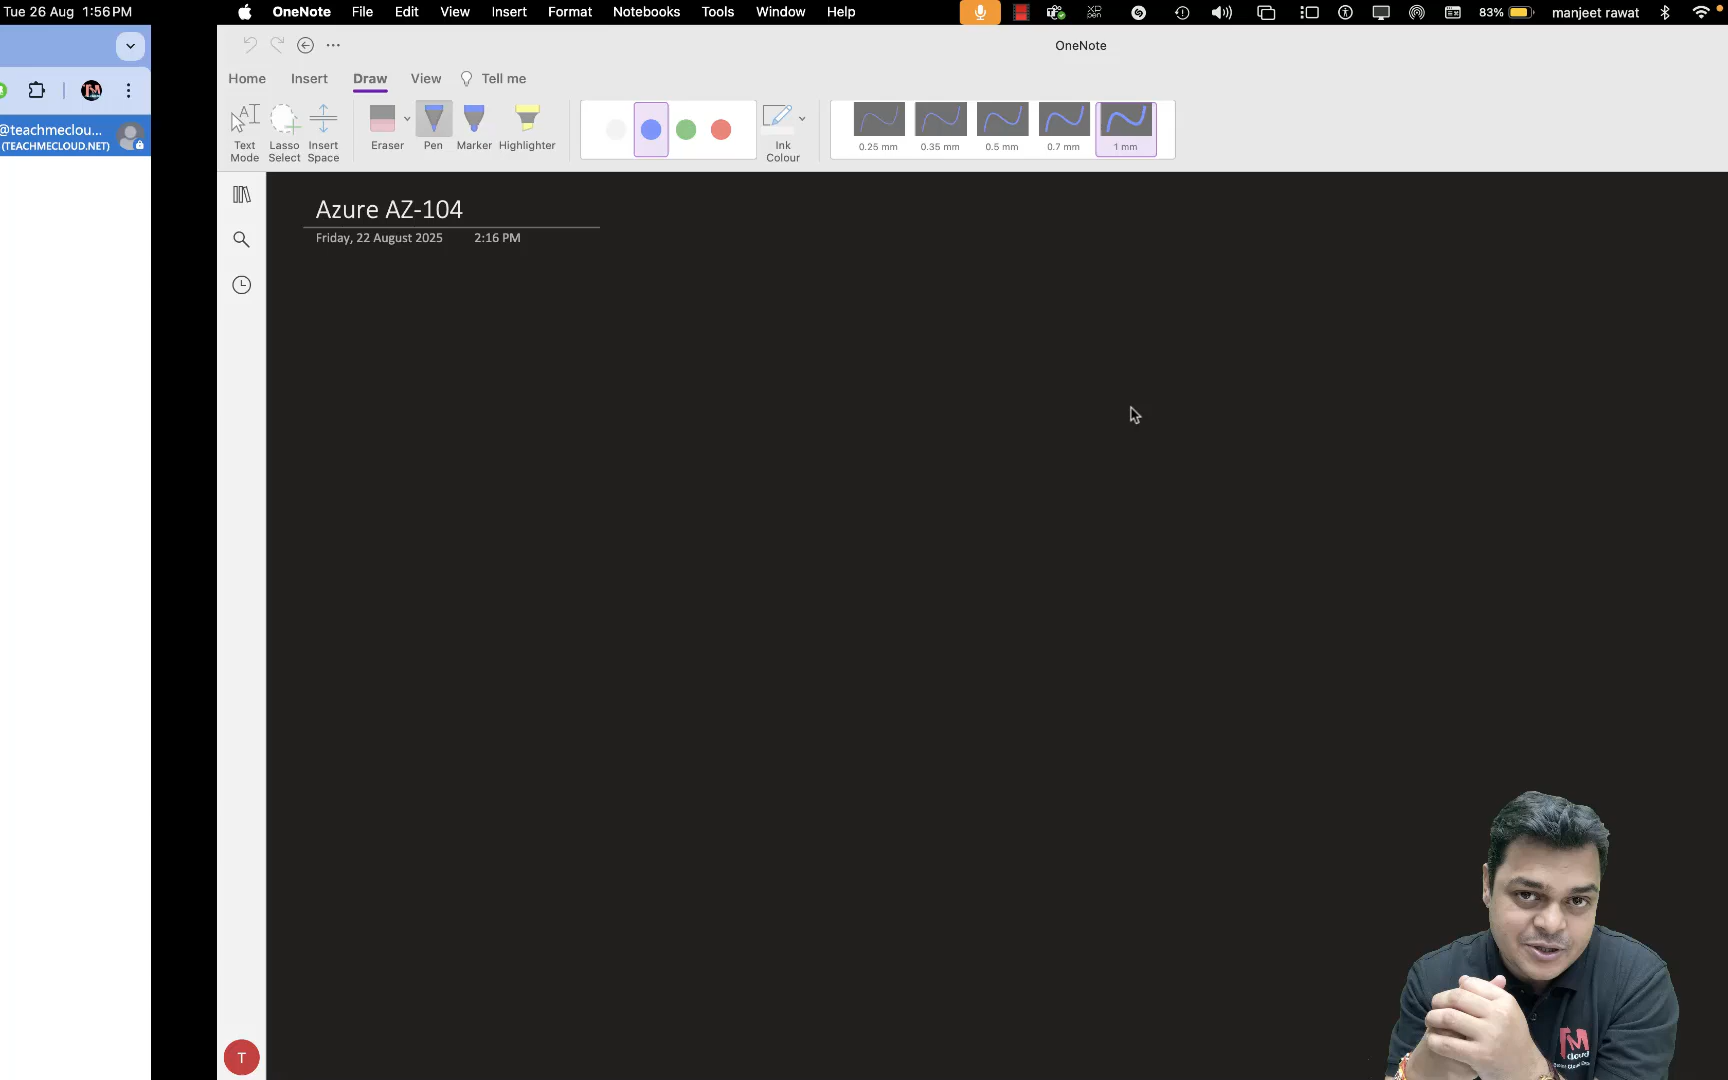 Tue 26 Aug 1:56 PM
OneNote File Edit View Insert Format Notebooks Tools Window Help
83% manjeet rawat
OneNote
Home Insert Draw View Tell me
@teachmeclou...
(TEACHMECLOUD.NET)
Text Mode
Lasso Select
Insert Space
Eraser
Pen
Marker
Highlighter
Ink Colour
0.25 mm
0.35 mm
0.5 mm
0.7 mm
1 mm
Azure AZ-104
Friday, 22 August 2025 2:16 PM
T
cloud